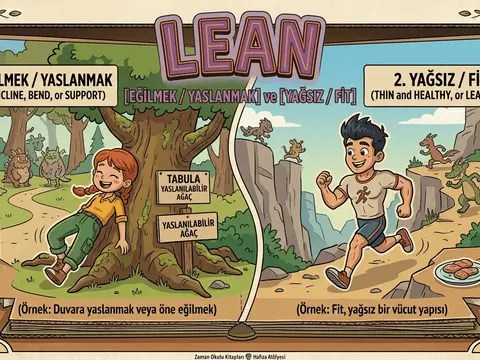 LEAN
[EĞİLMEK / YASLANMAK] ve [YAĞSIZ / FİT]
İLMEK / YASLANMAK
CLINE, BEND, or SUPPORT)
2. YAĞSIZ / Fİ
(THIN and HEALTHY, or LEA
TABULA
YASLANILABİLİR
AĞAÇ
YASLANILABİLİR
AĞAÇ
(Örnek: Duvara yaslanmak veya öne eğilmek)
(Örnek: Fit, yağsız bir vücut yapısı)
Zaman Okulu Kitapları Hafıza Atölyesi